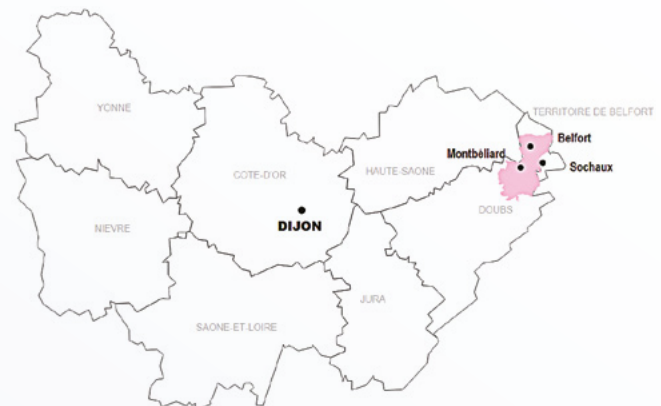 YONNE
TERRITOIRE DE BELFORT
Belfort
Montbéliard
Sochaux
HAUTE-SAONE
COTE-D'OR
DOUBS
DIJON
NIEVRE
JURA
SAONE-ET-LOIRE